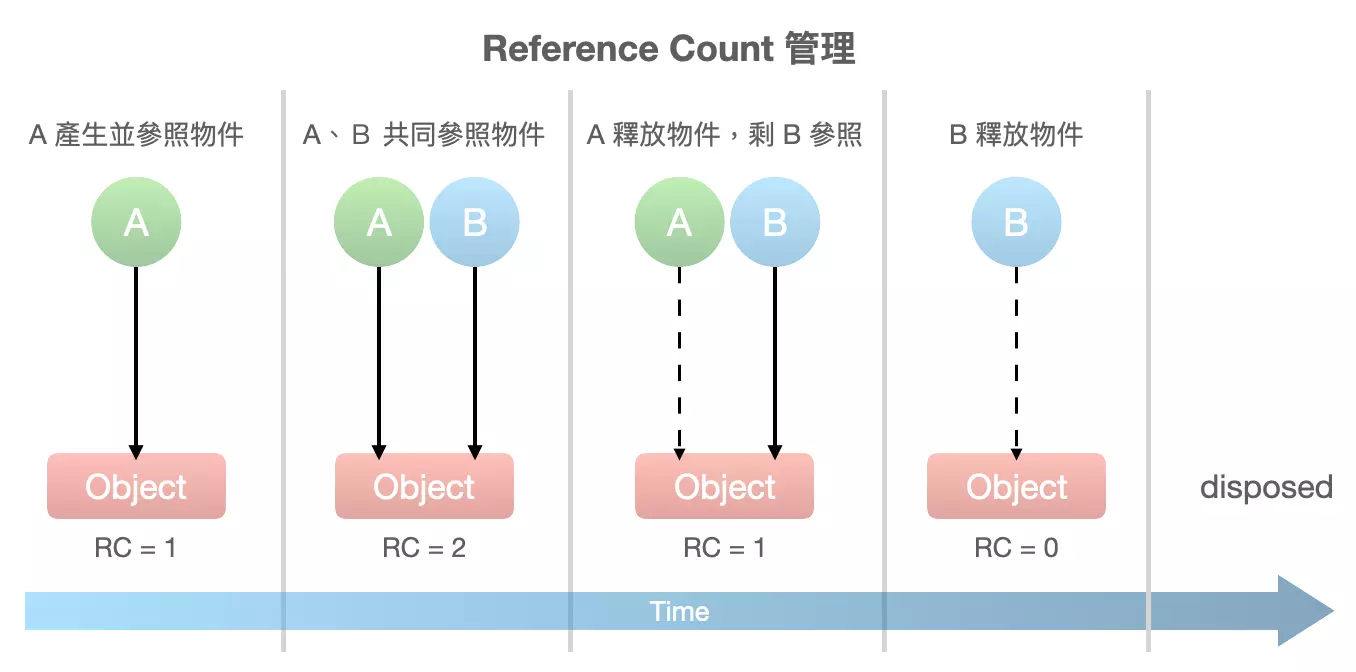 Reference Count 管理
A 產生並參照物件
A、B 共同參照物件
A 釋放物件，剩 B 參照
B 釋放物件
A
A
B
A
B
B
Object
Object
Object
Object
disposed
RC = 1
RC = 2
RC = 1
RC = 0
Time